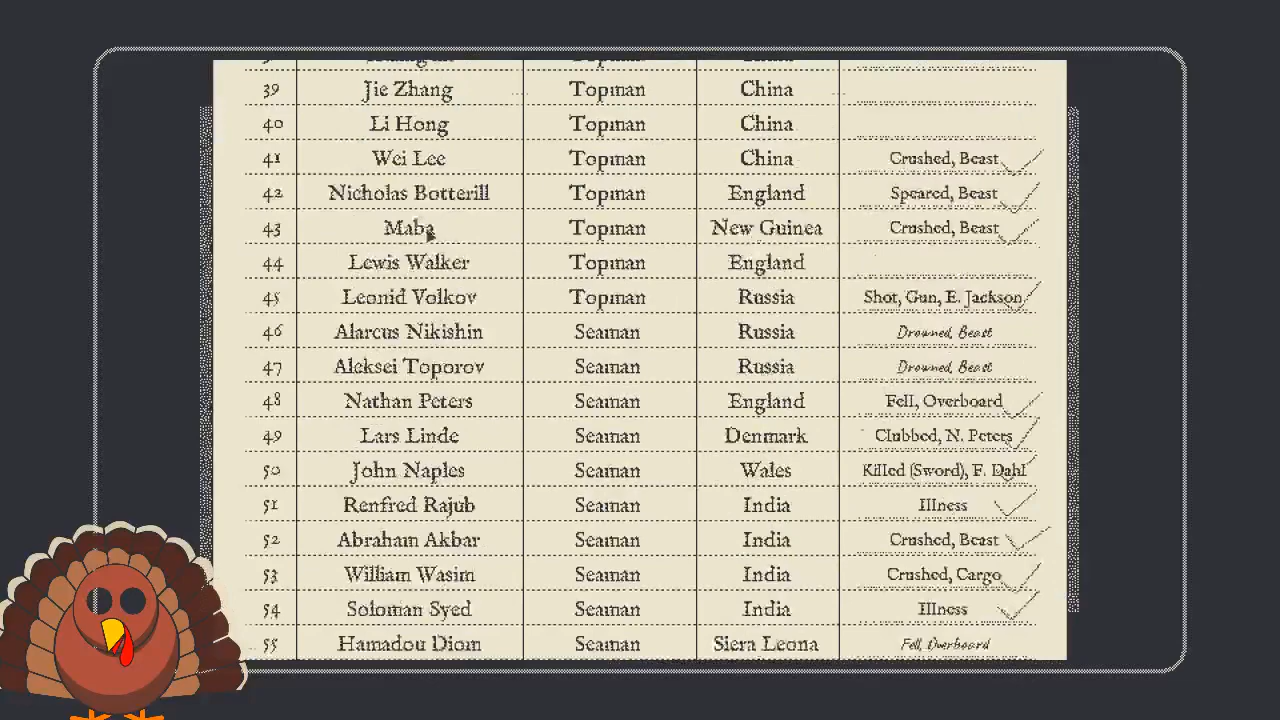 39 Jie Zhang Topman China
40 Li Hong Topman China
41 Wei Lee Topman China Crushed, Beast
42 Nicholas Botterill Topman England Speared, Beast
43 Maba Topman New Guinea Crushed, Beast
44 Lewis Walker Topman England
45 Leonid Volkov Topman Russia Shot, Gun, E. Jackson
46 Alarcus Nikishin Seaman Russia Drowned, Beast
47 Aleksei Toporov Seaman Russia Drowned, Beast
48 Nathan Peters Seaman England Fell, Overboard
49 Lars Linde Seaman Denmark Clubbed, N. Peters
50 John Naples Seaman Wales Killed (Sword), F. Dahl
51 Renfred Rajub Seaman India Illness
52 Abraham Akbar Seaman India Crushed, Beast
53 William Wasim Seaman India Crushed, Cargo
54 Soloman Syed Seaman India Illness
55 Hamadou Diom Seaman Siera Leona Fell, Overboard